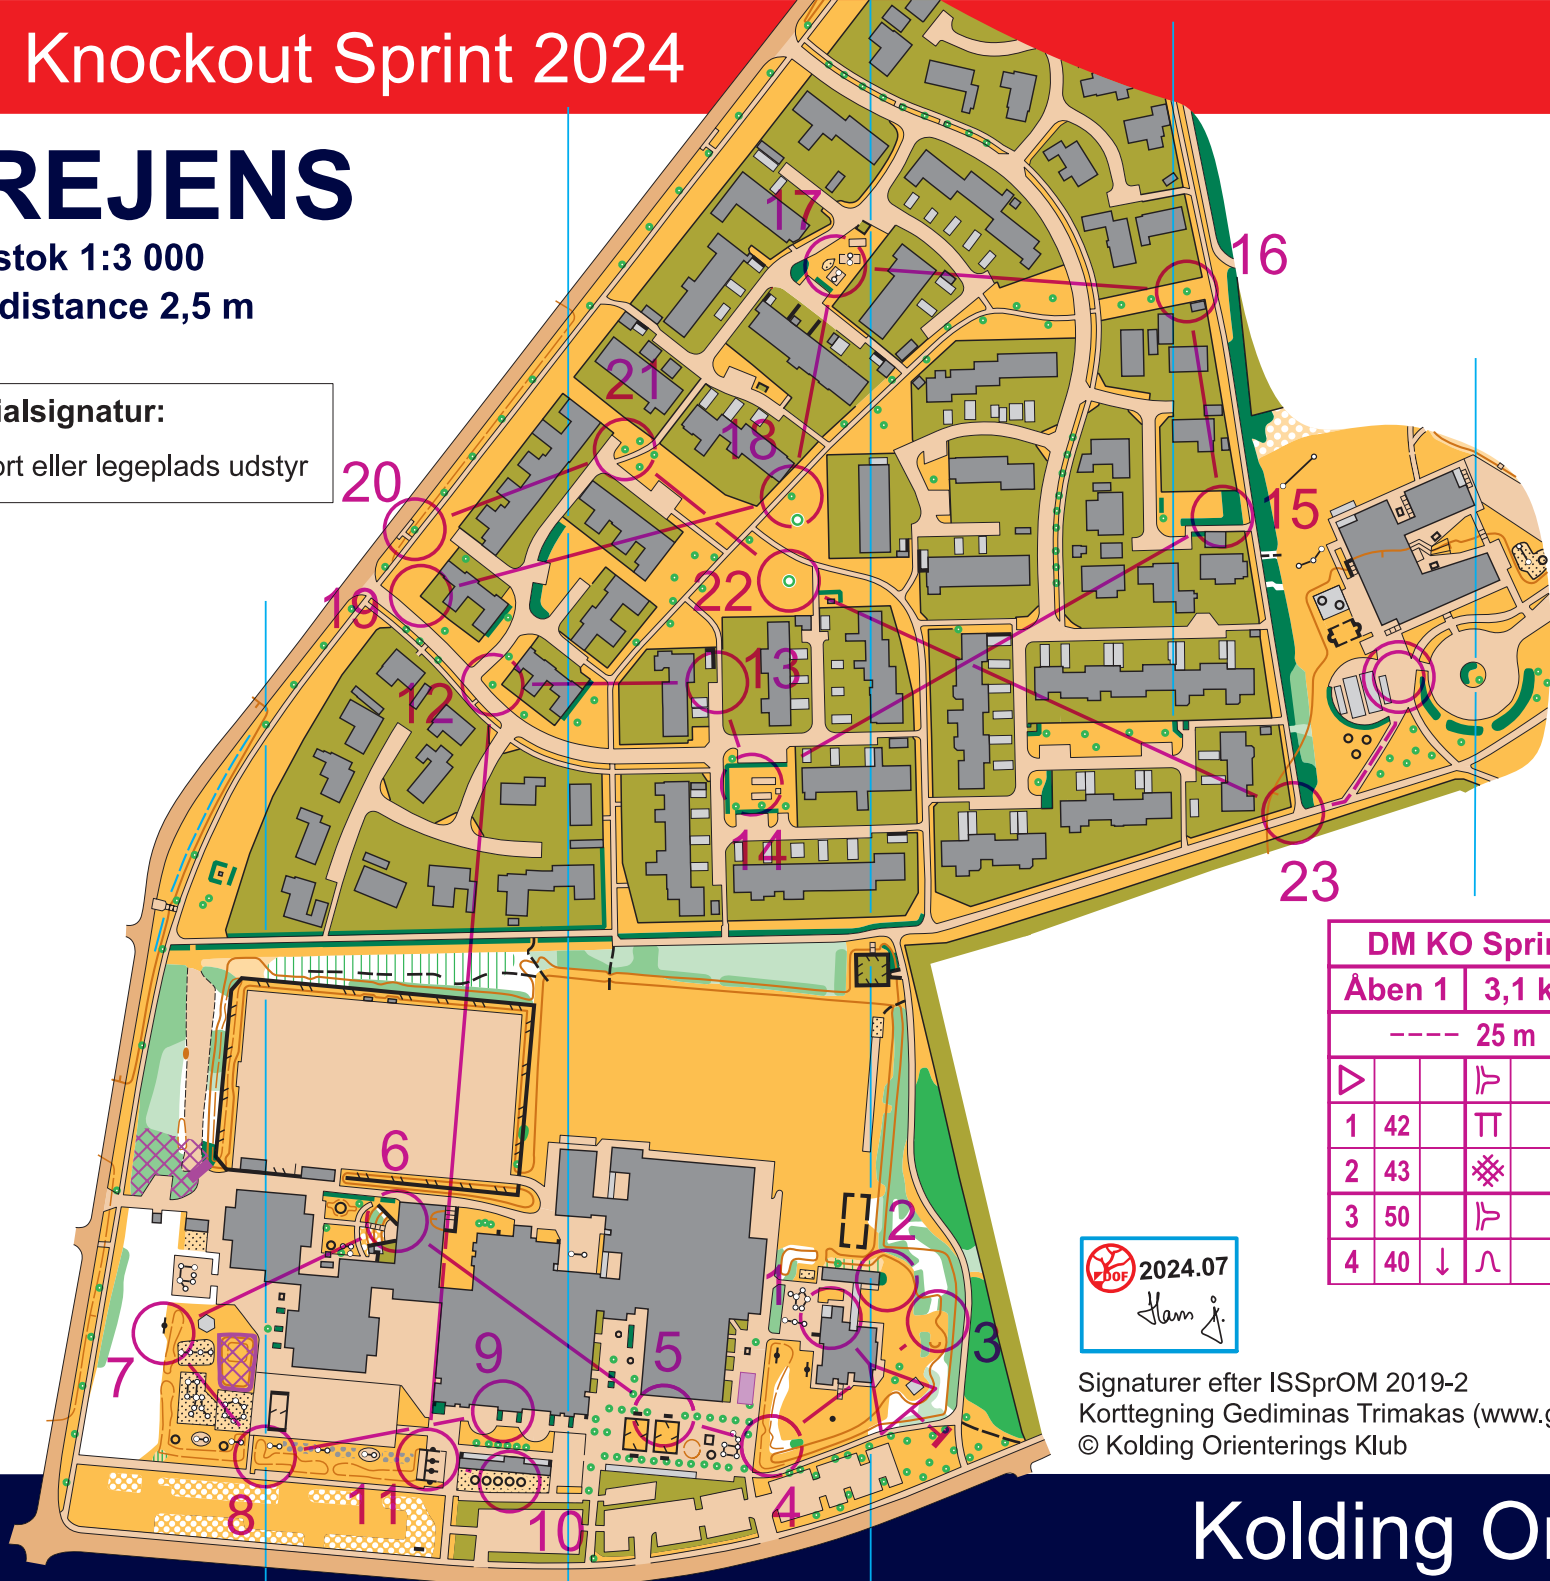 Knockout Sprint 2024
REJENS
stok 1:3 000
distance 2,5 m
ialsignatur:
ort eller legeplads udstyr
17
16
21
18
20
15
22
19
13
12
14
23
6
2
1
3
7
9
5
8
11
10
4
DM KO Sprin
Åben 1 3,1 k
25 m
1 42
2 43
3 50
4 40
DOF 2024.07
Signaturer efter ISSprOM 2019-2
Korttegning Gediminas Trimakas (www.g
© Kolding Orienterings Klub
Kolding Or